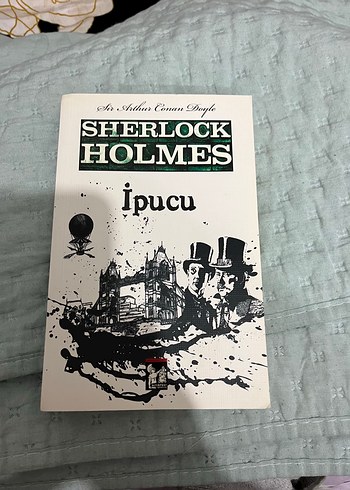 Sir Arthur Conan Doyle
SHERLOCK
HOLMES
İpucu